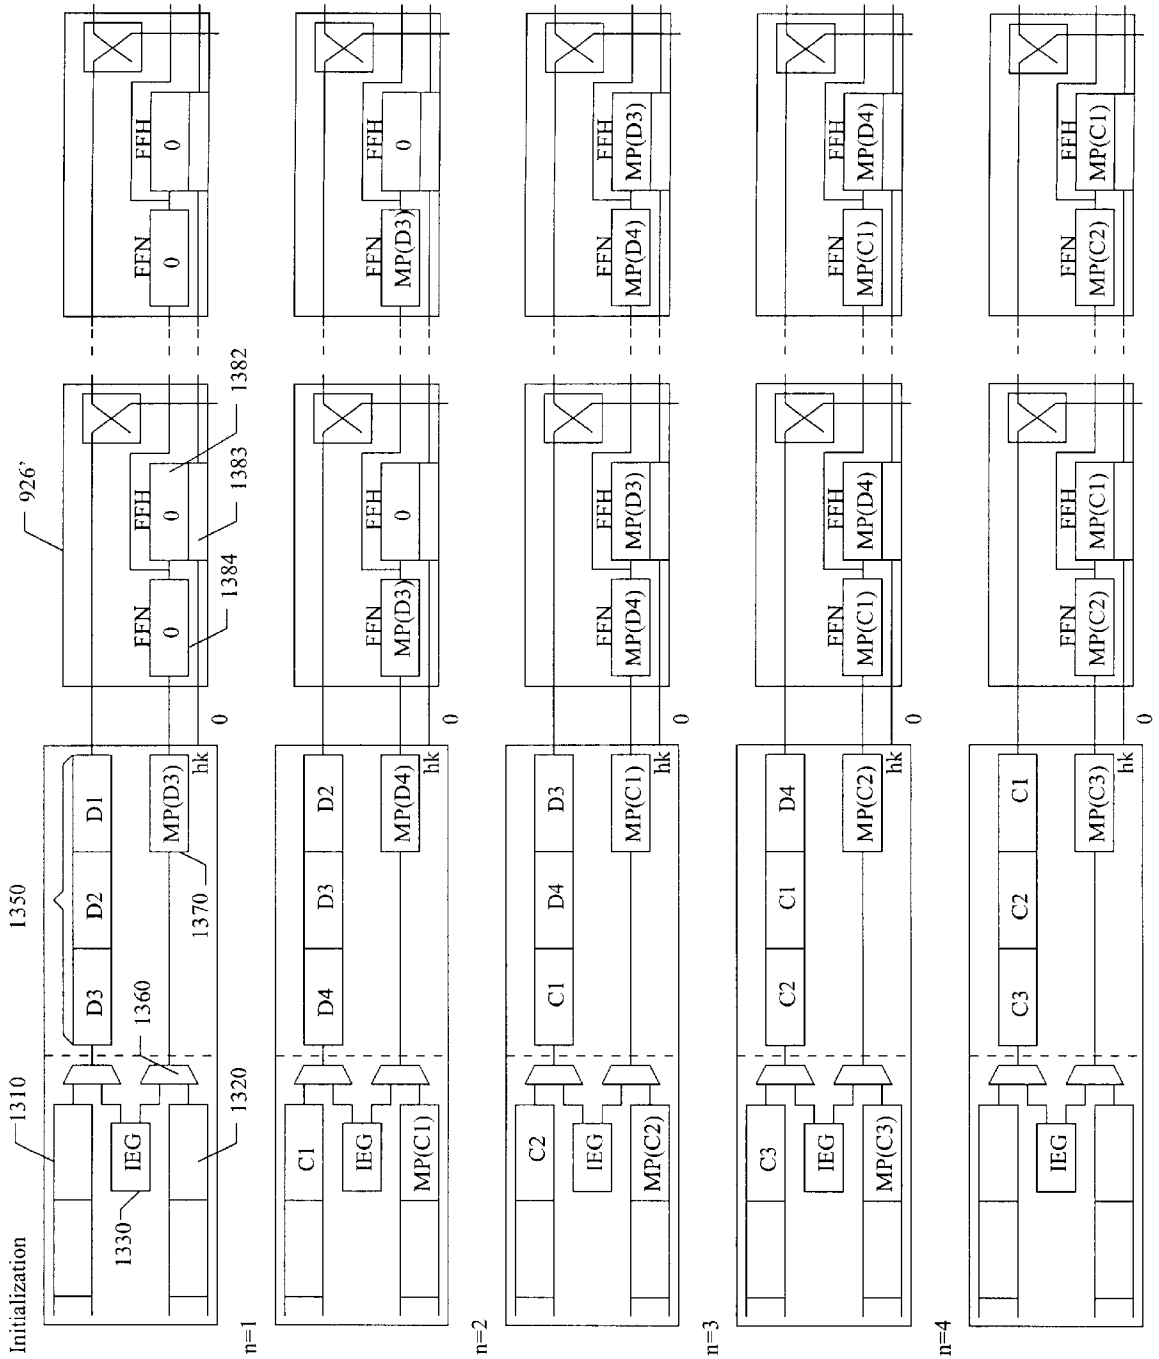 Initialization
1310
1330
IEG
1320
1360
1350
D3
D2
D1
MP(D3)
1370
hk
0
926'
FFN
0
1384
FFH
0
1383
1382
FFN
0
FFH
0
n=1
C1
IEG
MP(C1)
D4
D3
D2
MP(D4)
hk
0
FFN
MP(D3)
FFH
0
FFN
MP(D3)
FFH
0
n=2
C2
IEG
MP(C2)
C1
D4
D3
MP(C1)
hk
0
FFN
MP(D4)
FFH
MP(D3)
FFN
MP(D4)
FFH
MP(D3)
n=3
C3
IEG
MP(C3)
C2
C1
D4
MP(C2)
hk
0
FFN
MP(C1)
FFH
MP(D4)
FFN
MP(C1)
FFH
MP(D4)
n=4
IEG
C3
C2
C1
MP(C3)
hk
0
FFN
MP(C2)
FFH
MP(C1)
FFN
MP(C2)
FFH
MP(C1)